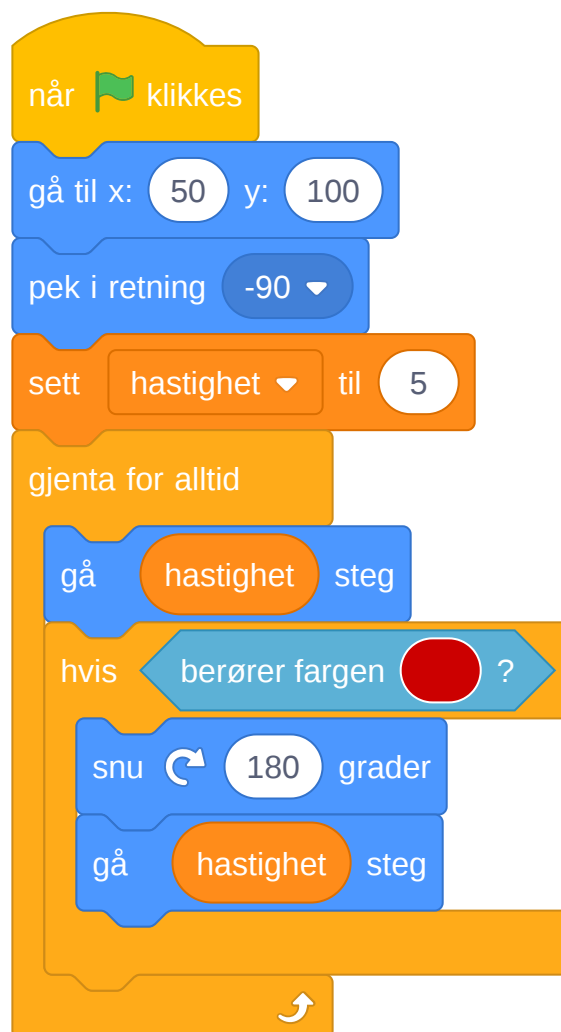 når klikkes
gå til x: 50 y: 100
pek i retning -90
sett hastighet til 5
gjenta for alltid
gå hastighet steg
hvis berører fargen ?
snu 180 grader
gå hastighet steg